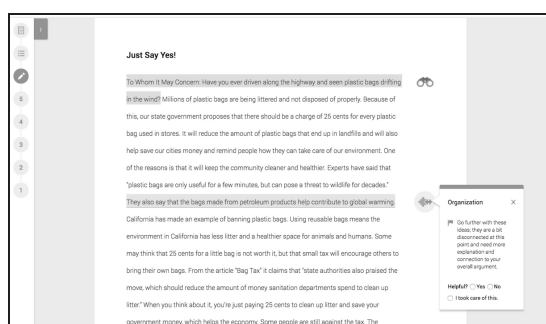 Just Say Yes!
To Whom It May Concern: Have you ever driven along the highway and seen plastic bags drifting
in the wind? Millions of plastic bags are being littered and not disposed of properly. Because of
this, our state government proposes that there should be a charge of 25 cents for every plastic
bag used in stores. It will reduce the amount of plastic bags that end up in landfills and will also
help save our cities money and remind people how they can take care of our environment. One
of the reasons is that it will keep the community cleaner and healthier. Experts have said that
"plastic bags are only useful for a few minutes, but can pose a threat to wildlife for decades."
They also say that the bags made from petroleum products help contribute to global warming.
California has made an example of banning plastic bags. Using reusable bags means the
environment in California has less litter and a healthier space for animals and humans. Some
may think that 25 cents for a little bag is not worth it, but that small tax will encourage others to
bring their own bags. From the article "Bag Tax" it claims that "state authorities also praised the
move, which should reduce the amount of money sanitation departments spend to clean up
litter." When you think about it, you're just paying 25 cents to clean up litter and save your
government money, which helps the economy. Some people are still against the tax. The
5
4
3
2
1
Organization
Go further with these
ideas; they are a bit
disconnected at this
point and need more
explanation and
connection to your
overall argument.
Helpful? Yes No
I took care of this.